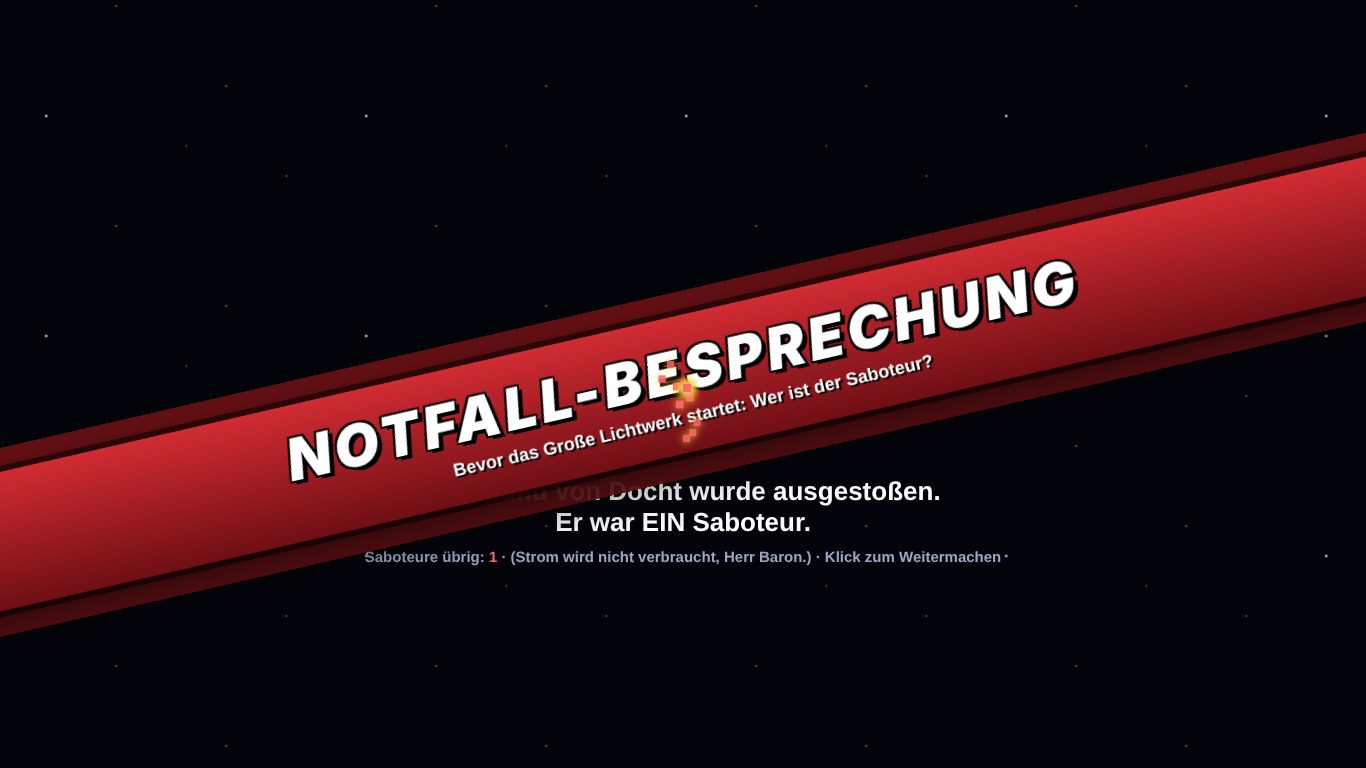 NOTFALL-BESPRECHUNG
Bevor das Große Lichtwerk startet: Wer ist der Saboteur?
von Docht wurde ausgestoßen.
Er war EIN Saboteur.
Saboteure übrig: 1 · (Strom wird nicht verbraucht, Herr Baron.) · Klick zum Weitermachen